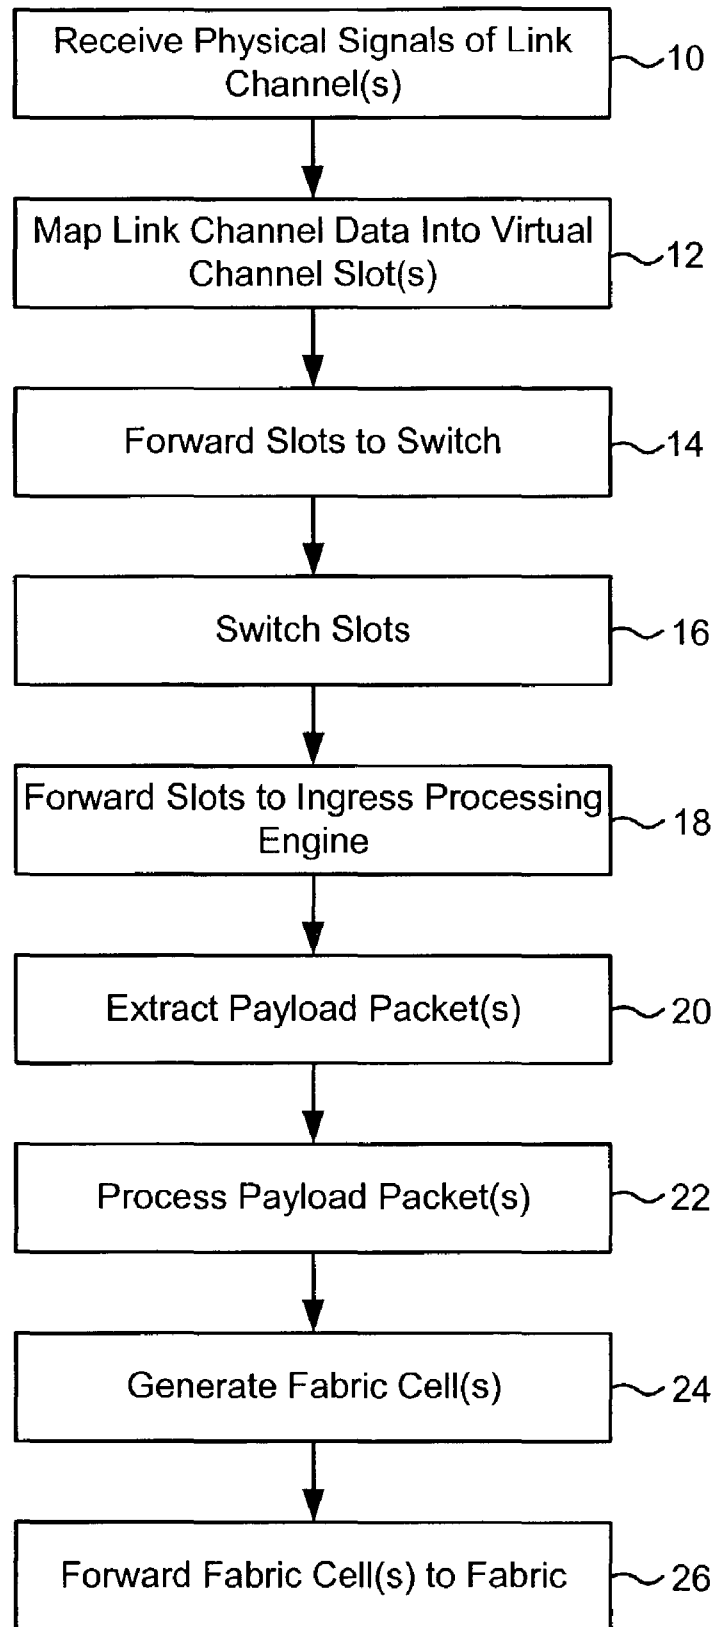 Receive Physical Signals of Link
Channel(s)
10
Map Link Channel Data Into Virtual
Channel Slot(s)
12
Forward Slots to Switch
14
Switch Slots
16
Forward Slots to Ingress Processing
Engine
18
Extract Payload Packet(s)
20
Process Payload Packet(s)
22
Generate Fabric Cell(s)
24
Forward Fabric Cell(s) to Fabric
26